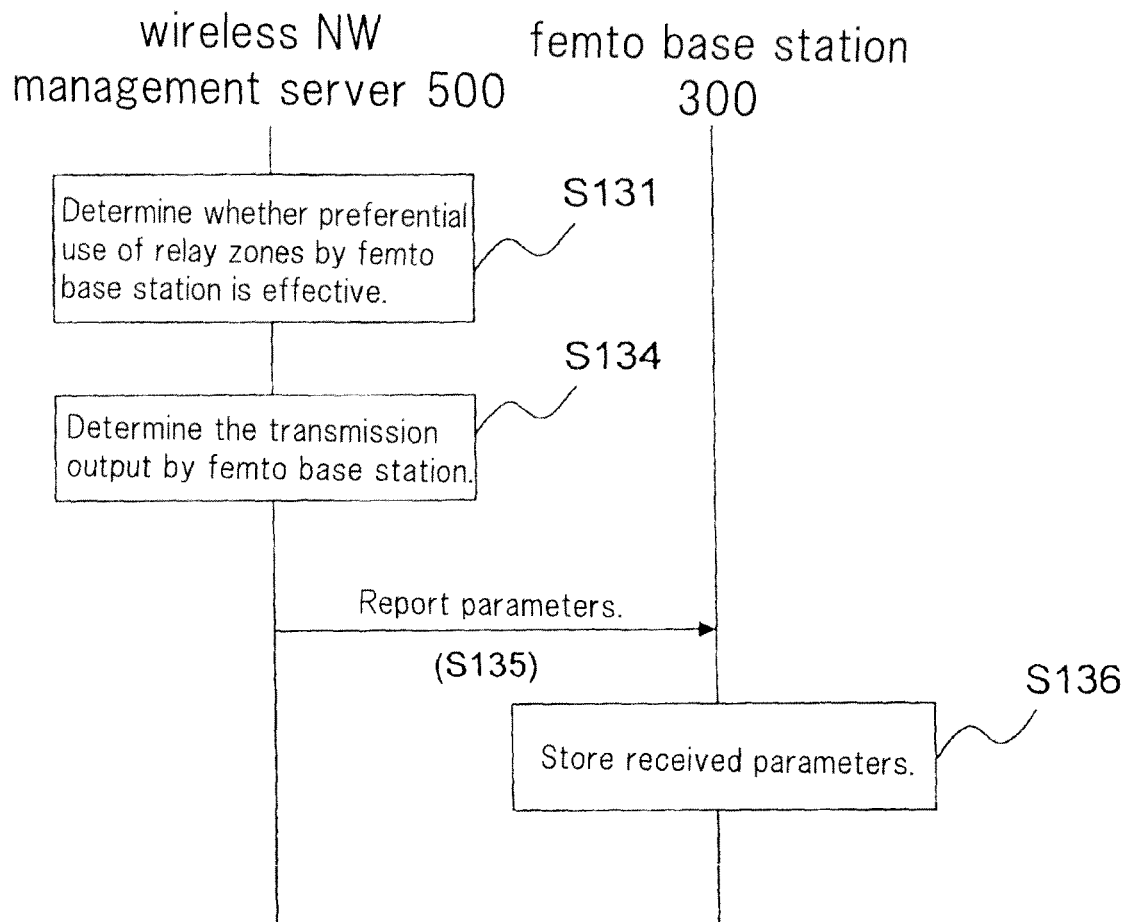 wireless NW
management server 500
femto base station
300
S131
Determine whether preferential
use of relay zones by femto
base station is effective.
S134
Determine the transmission
output by femto base station.
Report parameters.
(S135)
S136
Store received parameters.